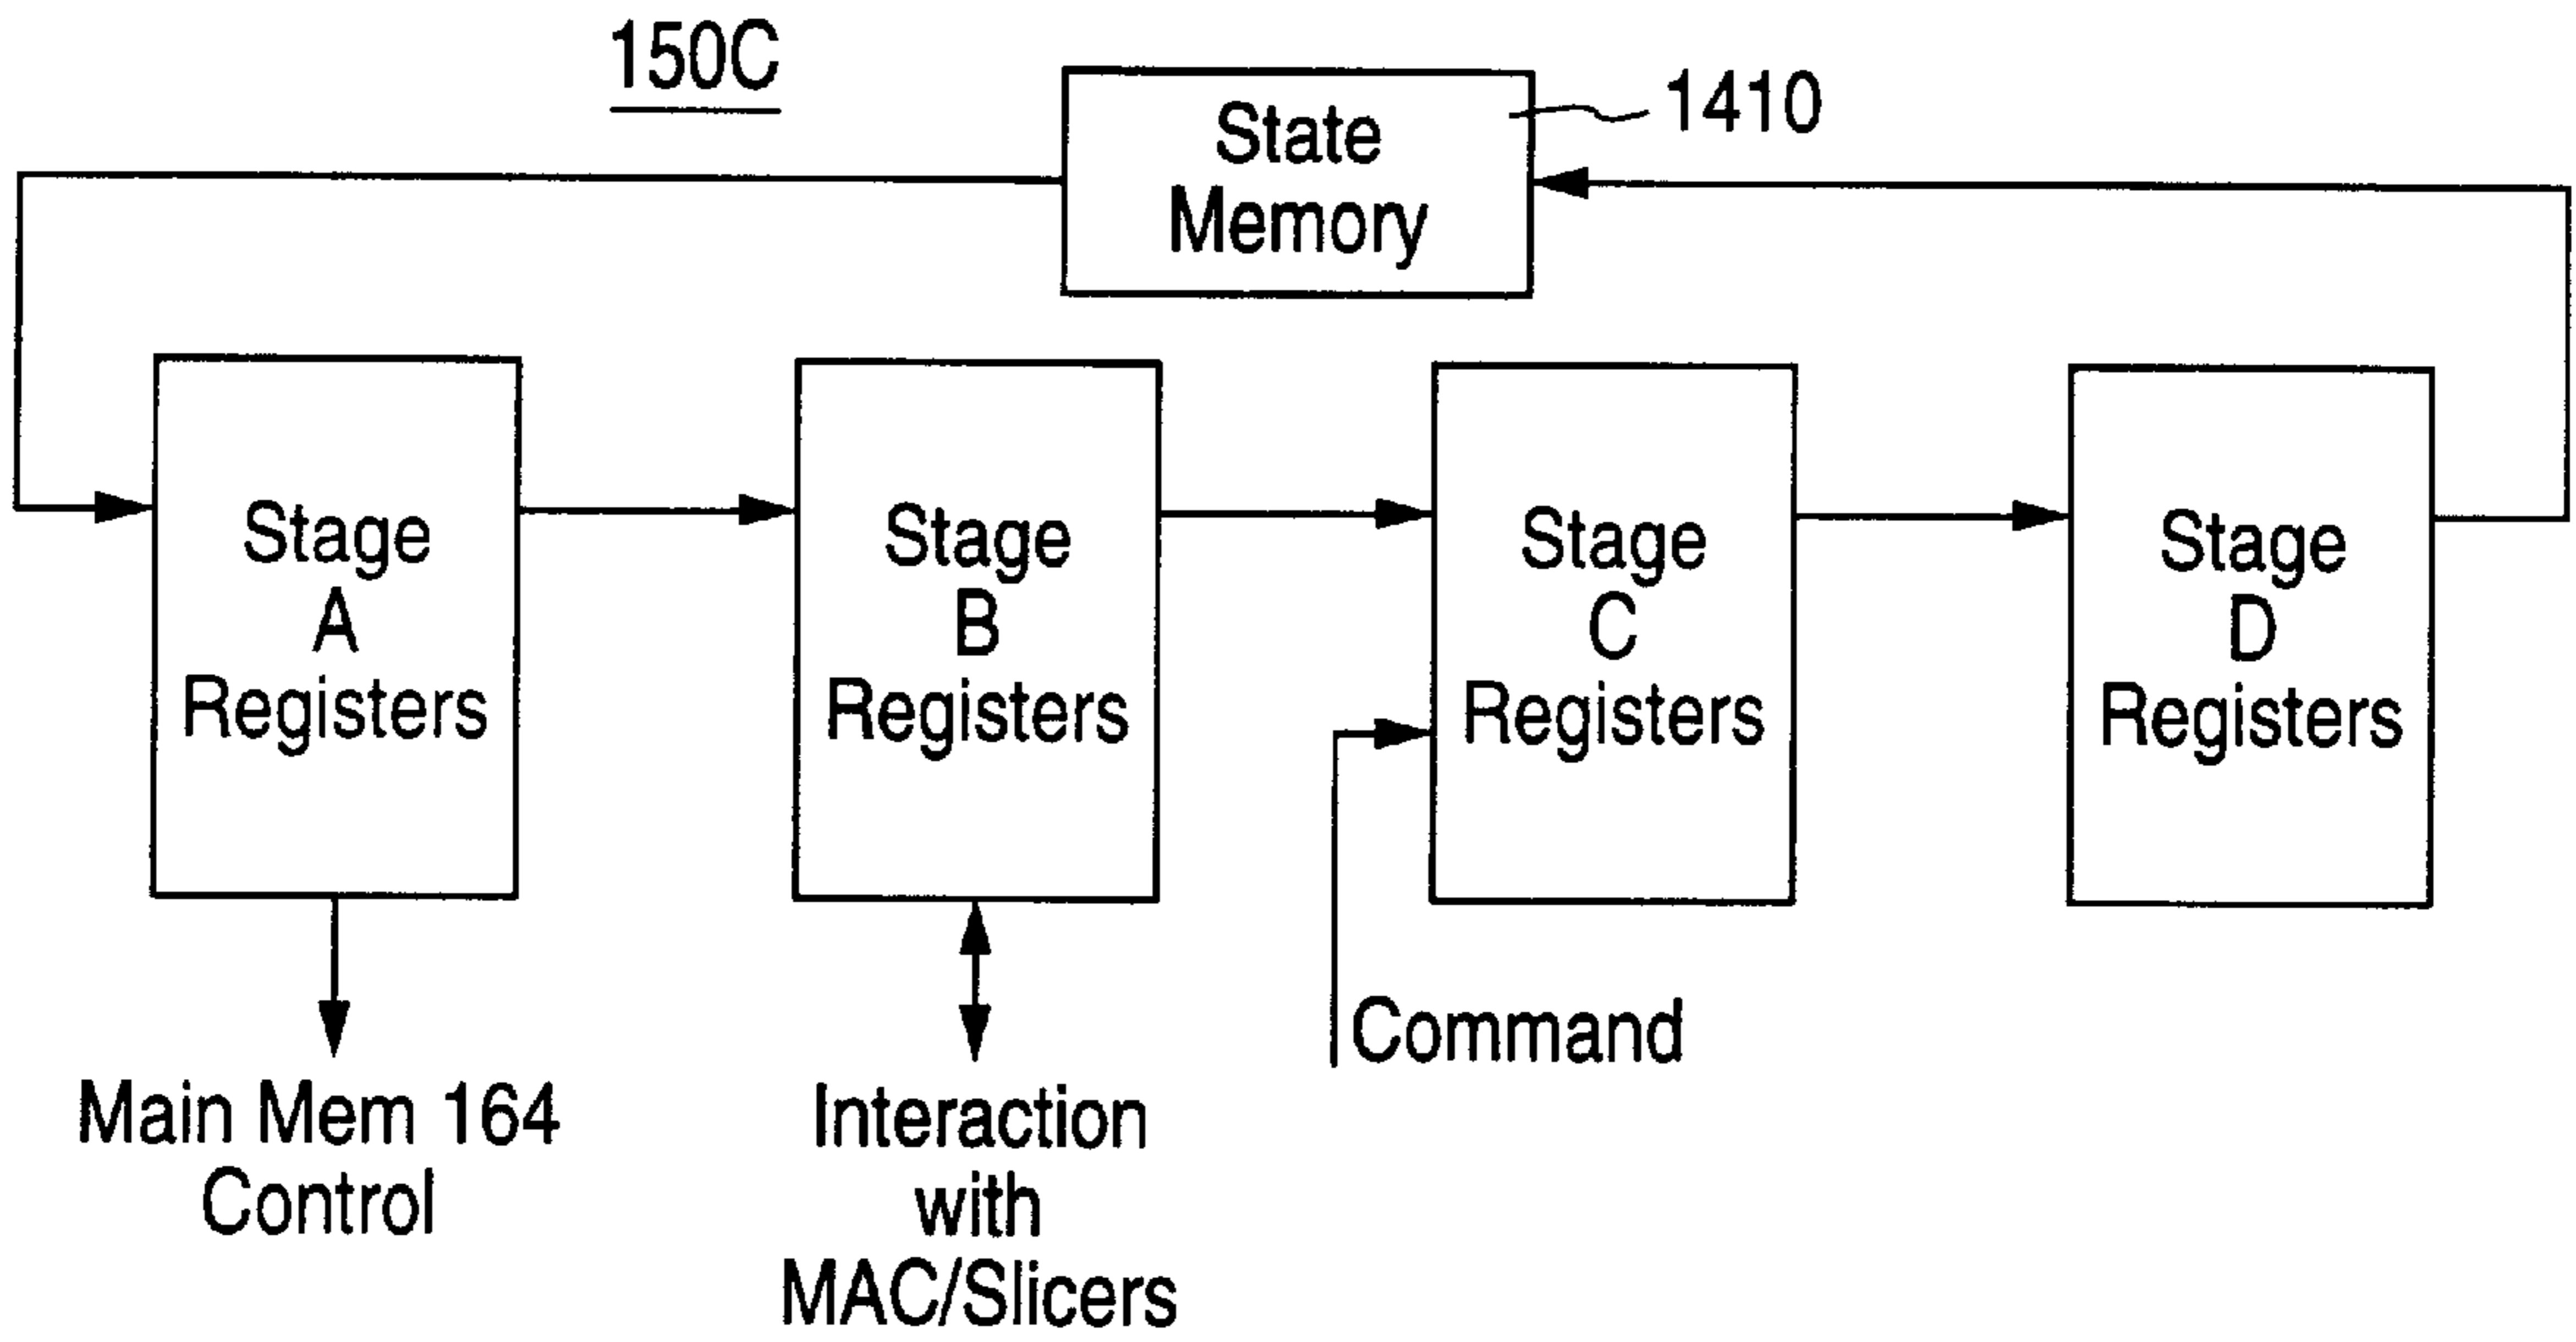 150C
State
Memory
1410
Stage
A
Registers
Stage
B
Registers
Stage
C
Registers
Stage
D
Registers
Main Mem 164
Control
Interaction
with
MAC/Slicers
Command